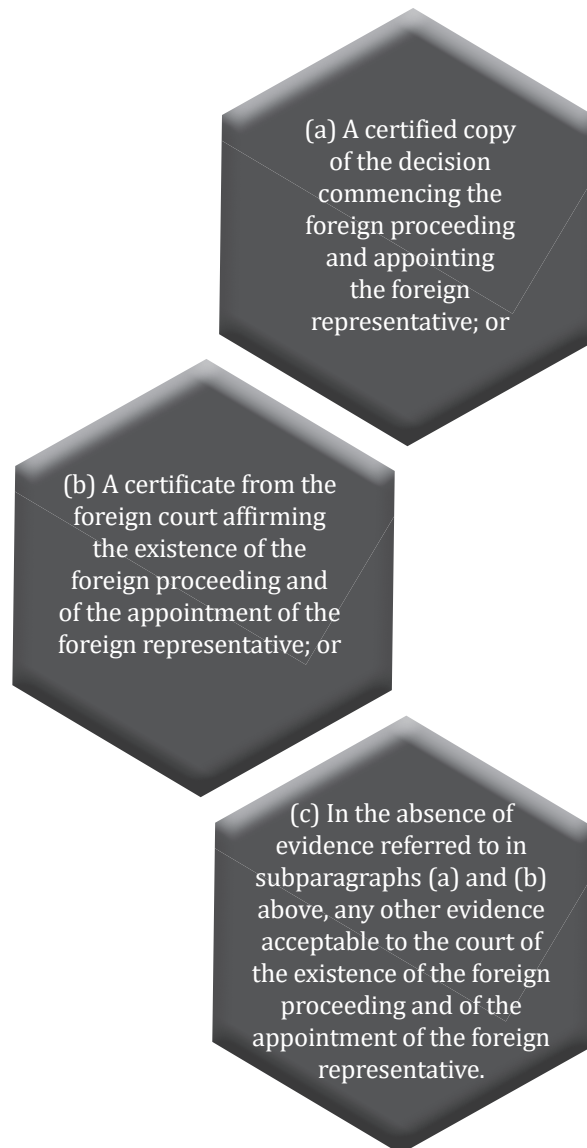 (a) A certified copy
of the decision
commencing the
foreign proceeding
and appointing
the foreign
representative; or
(b) A certificate from the
foreign court affirming
the existence of the
foreign proceeding and
of the appointment of the
foreign representative; or
(c) In the absence of
evidence referred to in
subparagraphs (a) and (b)
above, any other evidence
acceptable to the court of
the existence of the foreign
proceeding and of the
appointment of the foreign
representative.